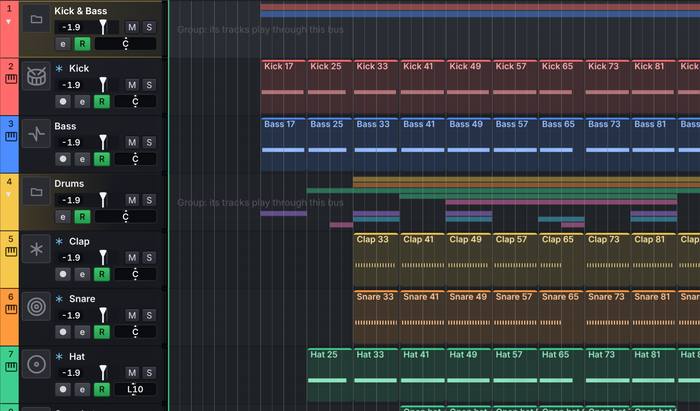 1 Kick & Bass
-1.9 M S
e R C
Group: its tracks play through this bus
2 Kick
-1.9 M S
e R C
Kick 17 Kick 25 Kick 33 Kick 41 Kick 49 Kick 57 Kick 65 Kick 73 Kick 81 Kick
3 Bass
-1.9 M S
e R C
Bass 17 Bass 25 Bass 33 Bass 41 Bass 49 Bass 57 Bass 65 Bass 73 Bass 81 Bass
4 Drums
-1.9 M S
e R C
Group: its tracks play through this bus
5 Clap
-1.9 M S
e R C
Clap 33 Clap 41 Clap 49 Clap 57 Clap 65 Clap 73 Clap 81 Clap
6 Snare
-1.9 M S
e R C
Snare 33 Snare 41 Snare 49 Snare 57 Snare 65 Snare 73 Snare 81
7 Hat
-1.9 M S
e R L10
Hat 25 Hat 33 Hat 41 Hat 49 Hat 57 Hat 65 Hat 73 Hat 81